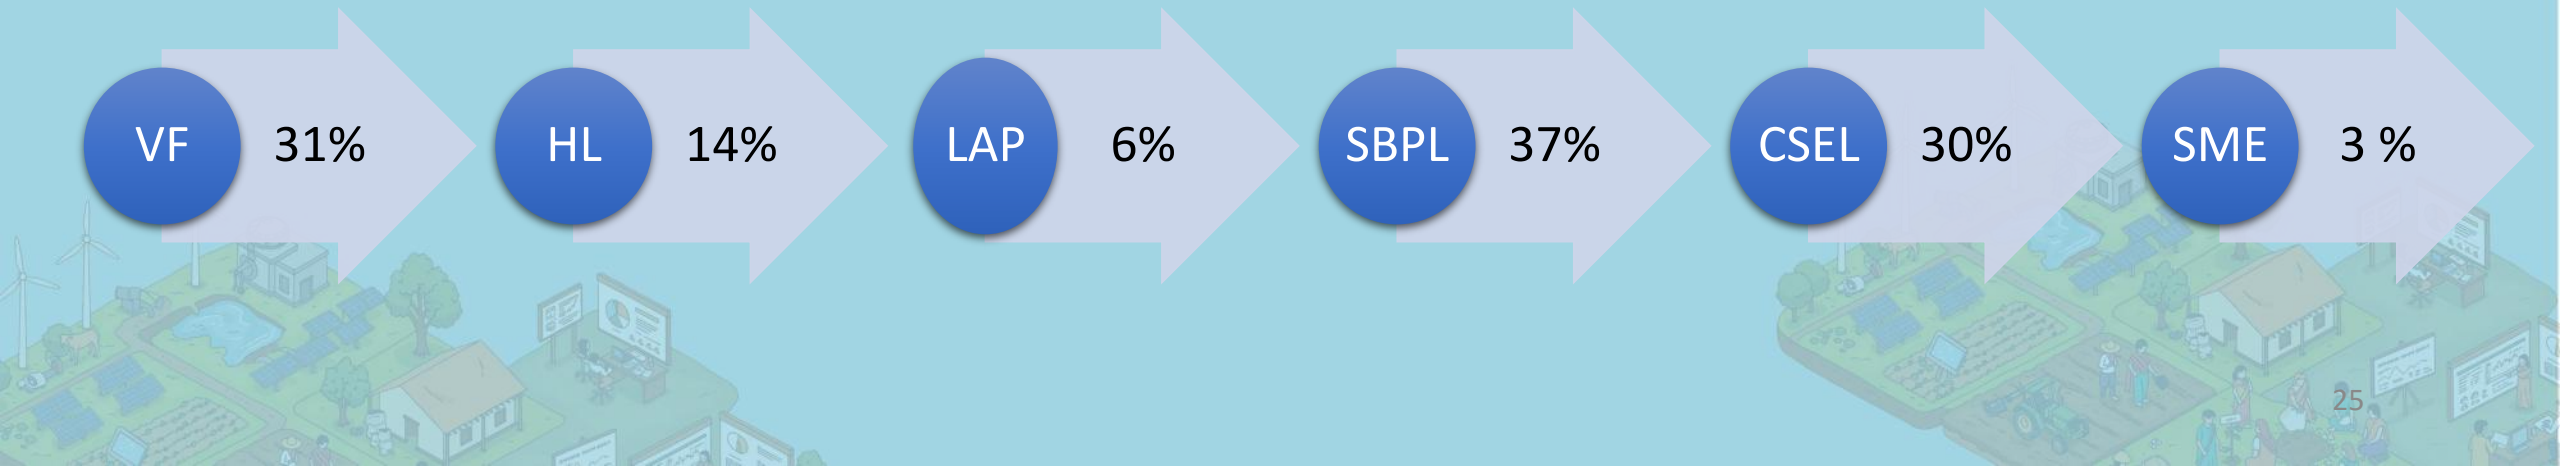 VF 31% HL 14% LAP 6% SBPL 37% CSEL 30% SME 3 %
25